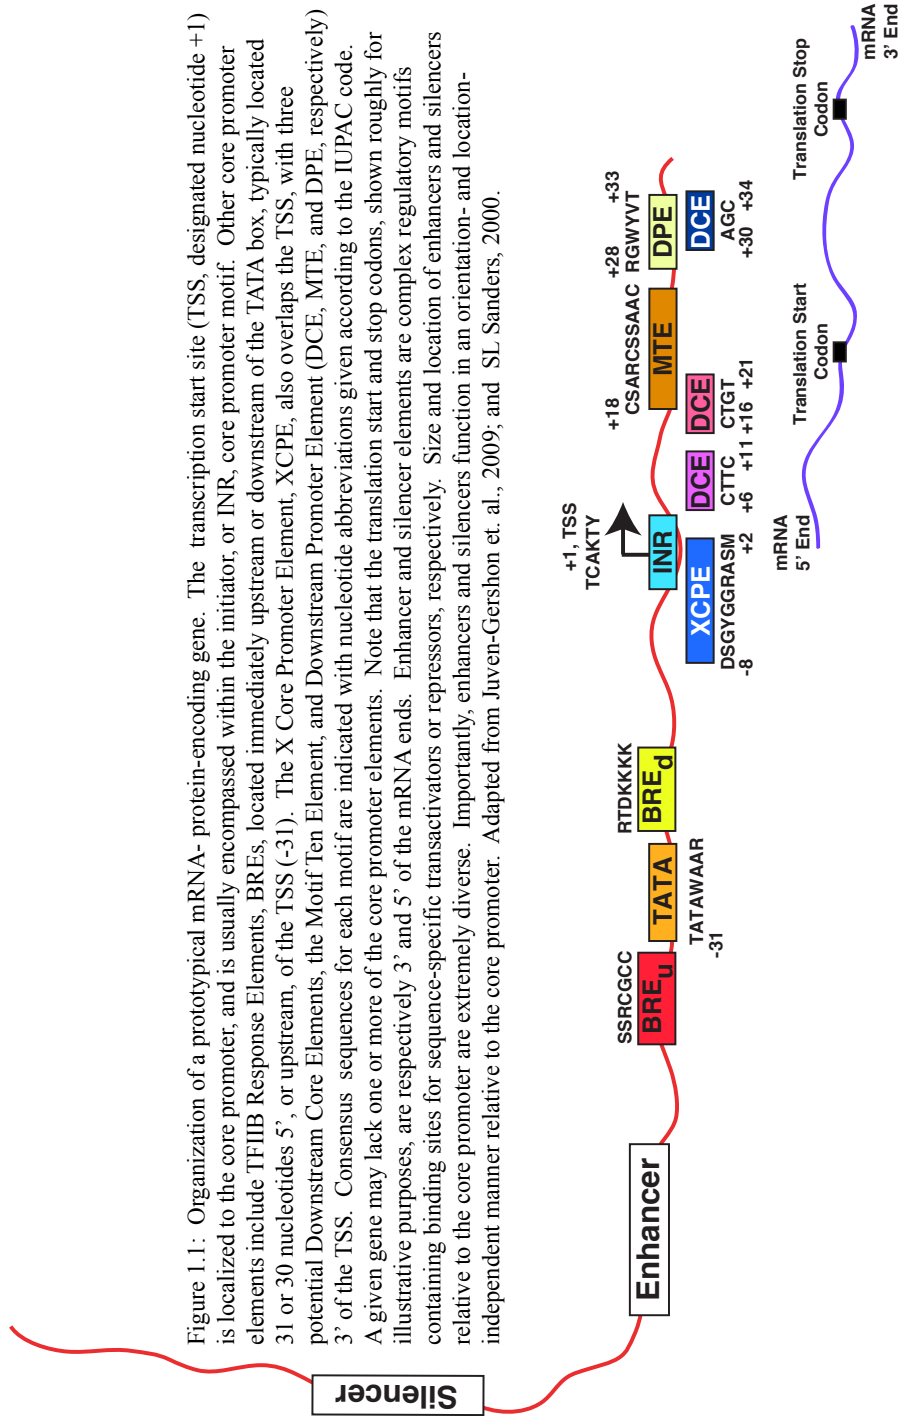 Figure 1.1: Organization of a prototypical mRNA- protein-encoding gene. The transcription start site (TSS, designated nucleotide +1)
is localized to the core promoter, and is usually encompassed within the initiator, or INR, core promoter motif. Other core promoter
elements include TFIIB Response Elements, BREs, located immediately upstream or downstream of the TATA box, typically located
31 or 30 nucleotides 5', or upstream, of the TSS (-31). The X Core Promoter Element, XCPE, also overlaps the TSS, with three
potential Downstream Core Elements, the Motif Ten Element, and Downstream Promoter Element (DCE, MTE, and DPE, respectively)
3' of the TSS. Consensus sequences for each motif are indicated with nucleotide abbreviations given according to the IUPAC code.
A given gene may lack one or more of the core promoter elements. Note that the translation start and stop codons, shown roughly for
illustrative purposes, are respectively 3' and 5' of the mRNA ends. Enhancer and silencer elements are complex regulatory motifs
containing binding sites for sequence-specific transactivators or repressors, respectively. Size and location of enhancers and silencers
relative to the core promoter are extremely diverse. Importantly, enhancers and silencers function in an orientation- and location-
independent manner relative to the core promoter. Adapted from Juven-Gershon et. al., 2009; and SL Sanders, 2000.
Silencer
Enhancer
SSRCGCC
BREu
TATA
TATAWAAR
-31
RTDKKKK
BREd
+1, TSS
TCAKTY
INR
XCPE
DSGYGGRASM
-8 +2
DCE
CTTC
+6 +11
DCE
CTGT
+16 +21
+18
CSARCSSAAC
MTE
+28 +33
RGWYVT
DPE
DCE
AGC
+30 +34
mRNA
5' End
Translation Start
Codon
Translation Stop
Codon
mRNA
3' End